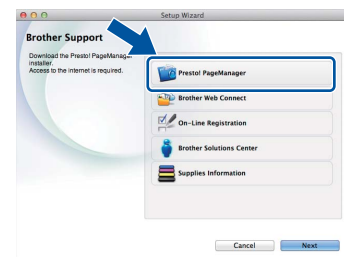 Setup Wizard
Brother Support
Download the Presto! PageManager
installer.
Access to the internet is required.
Presto! PageManager
Brother Web Connect
On-Line Registration
Brother Solutions Center
Supplies Information
Cancel
Next